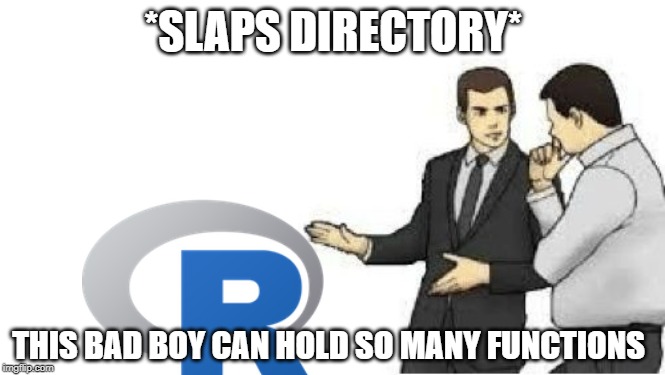 *SLAPS DIRECTORY*
R
THIS BAD BOY CAN HOLD SO MANY FUNCTIONS
imgflip.com